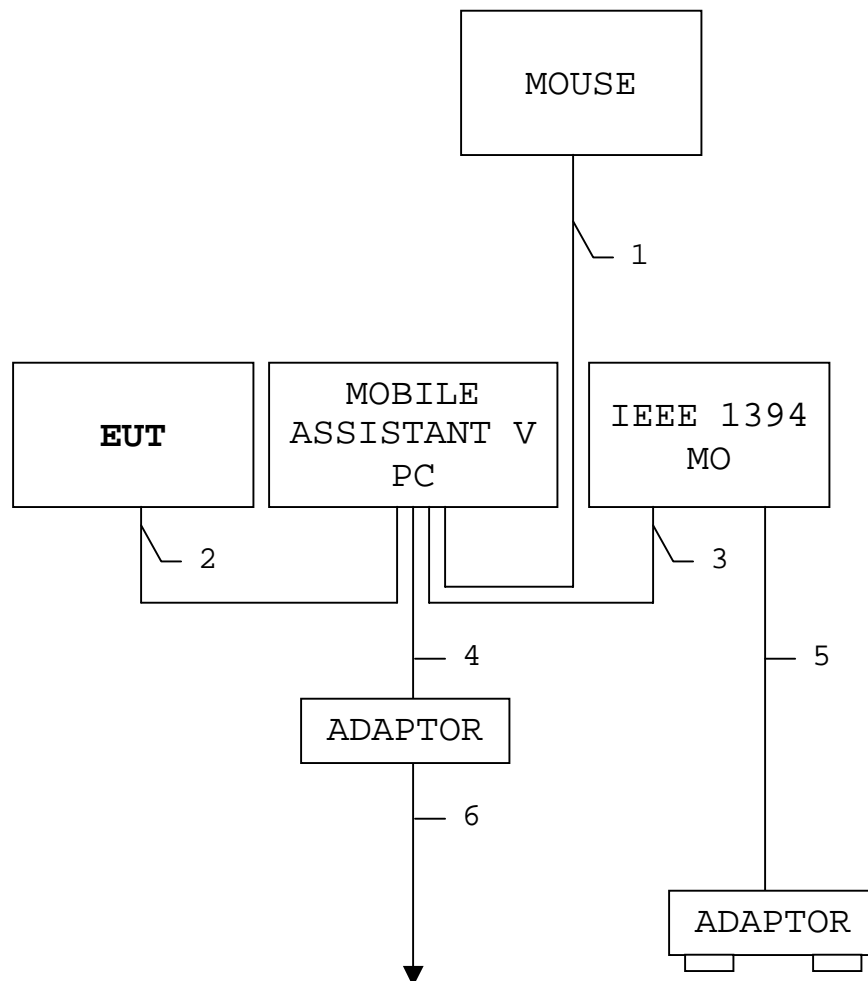 MOUSE
1
EUT
MOBILE
ASSISTANT V
PC
IEEE 1394
MO
2
3
4
5
ADAPTOR
6
ADAPTOR